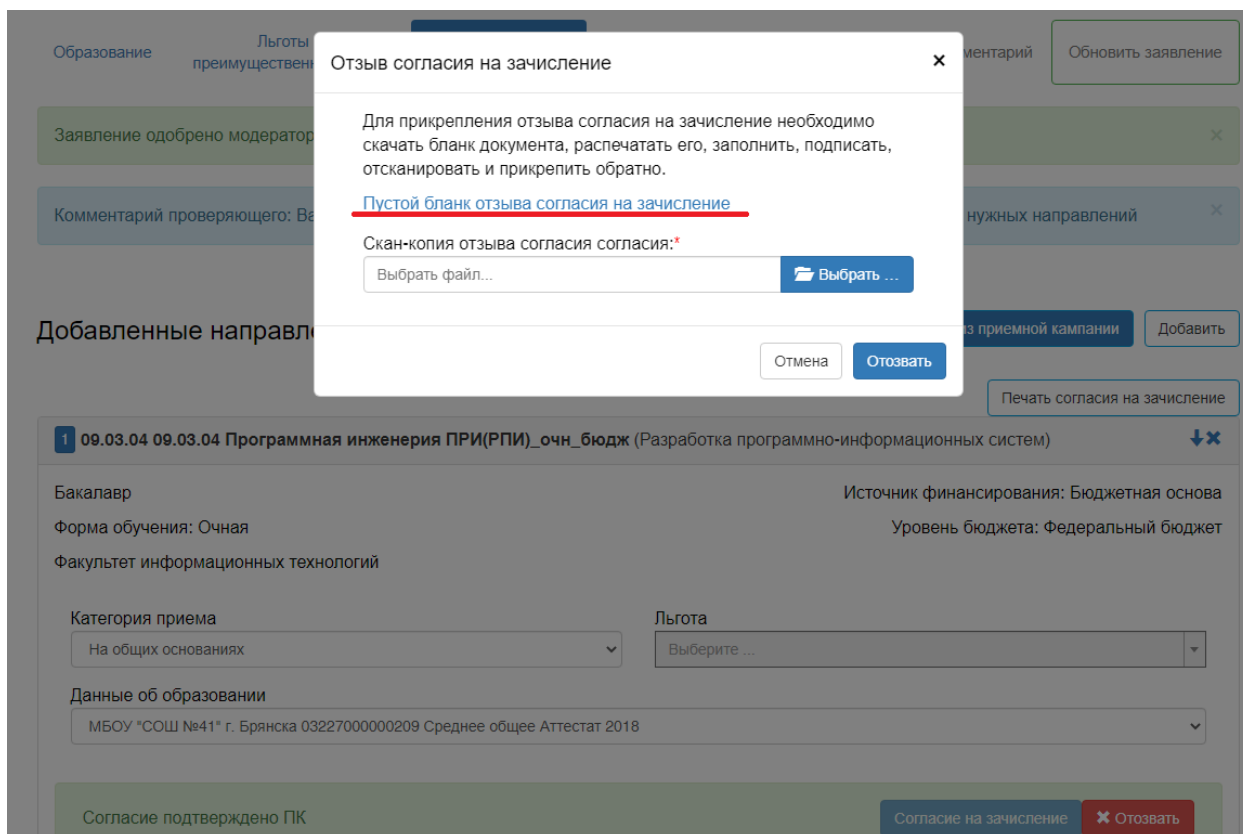 Образование
Льготы
преимуществен
ментарий
Обновить заявление
Отзыв согласия на зачисление
×
Заявление одобрено модератор
×
Для прикрепления отзыва согласия на зачисление необходимо
скачать бланк документа, распечатать его, заполнить, подписать,
отсканировать и прикрепить обратно.
Комментарий проверяющего: Ва
нужных направлений
×
Пустой бланк отзыва согласия на зачисление
Скан-копия отзыва согласия согласия:*
Выбрать файл...
Выбрать ...
Добавленные направле
из приемной кампании
Добавить
Отмена
Отозвать
Печать согласия на зачисление
1 09.03.04 09.03.04 Программная инженерия ПРИ(РПИ)_очн_бюдж (Разработка программно-информационных систем)
Бакалавр
Источник финансирования: Бюджетная основа
Форма обучения: Очная
Уровень бюджета: Федеральный бюджет
Факультет информационных технологий
Категория приема
Льгота
На общих основаниях
Выберите ...
Данные об образовании
МБОУ "СОШ №41" г. Брянска 03227000000209 Среднее общее Аттестат 2018
Согласие подтверждено ПК
Согласие на зачисление
Отозвать